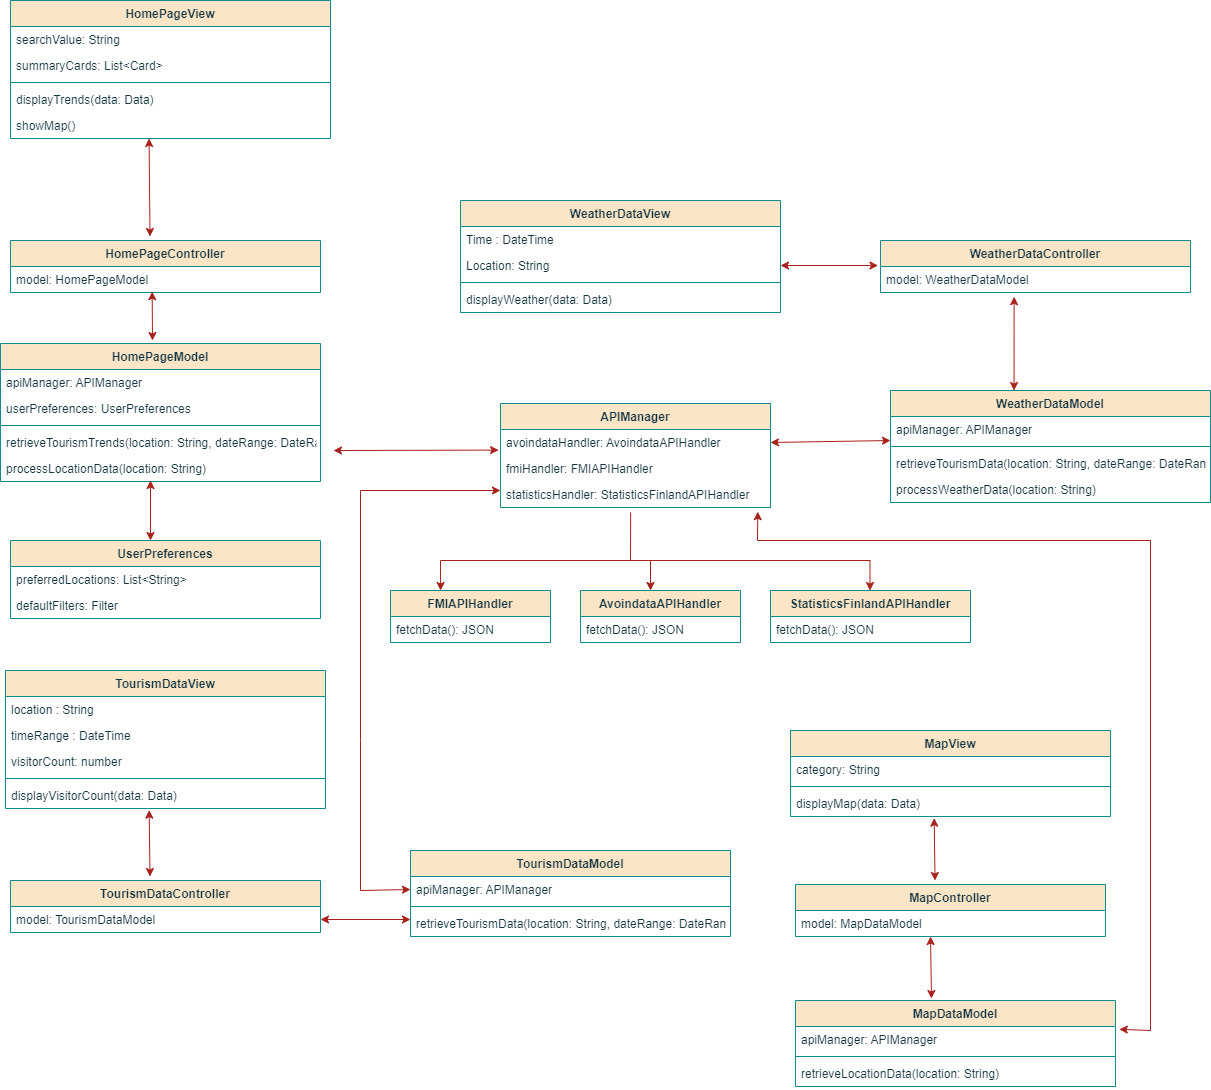 HomePageView
searchValue: String
summaryCards: List<Card>
displayTrends(data: Data)
showMap()
HomePageController
model: HomePageModel
HomePageModel
apiManager: APIManager
userPreferences: UserPreferences
retrieveTourismTrends(location: String, dateRange: DateRa
processLocationData(location: String)
UserPreferences
preferredLocations: List<String>
defaultFilters: Filter
WeatherDataView
Time : DateTime
Location: String
displayWeather(data: Data)
WeatherDataController
model: WeatherDataModel
WeatherDataModel
apiManager: APIManager
retrieveTourismData(location: String, dateRange: DateRan
processWeatherData(location: String)
APIManager
avoindataHandler: AvoindataAPIHandler
fmiHandler: FMIAPIHandler
statisticsHandler: StatisticsFinlandAPIHandler
FMIAPIHandler
fetchData(): JSON
AvoindataAPIHandler
fetchData(): JSON
StatisticsFinlandAPIHandler
fetchData(): JSON
TourismDataView
location : String
timeRange : DateTime
visitorCount: number
displayVisitorCount(data: Data)
TourismDataController
model: TourismDataModel
TourismDataModel
apiManager: APIManager
retrieveTourismData(location: String, dateRange: DateRan
MapView
category: String
displayMap(data: Data)
MapController
model: MapDataModel
MapDataModel
apiManager: APIManager
retrieveLocationData(location: String)